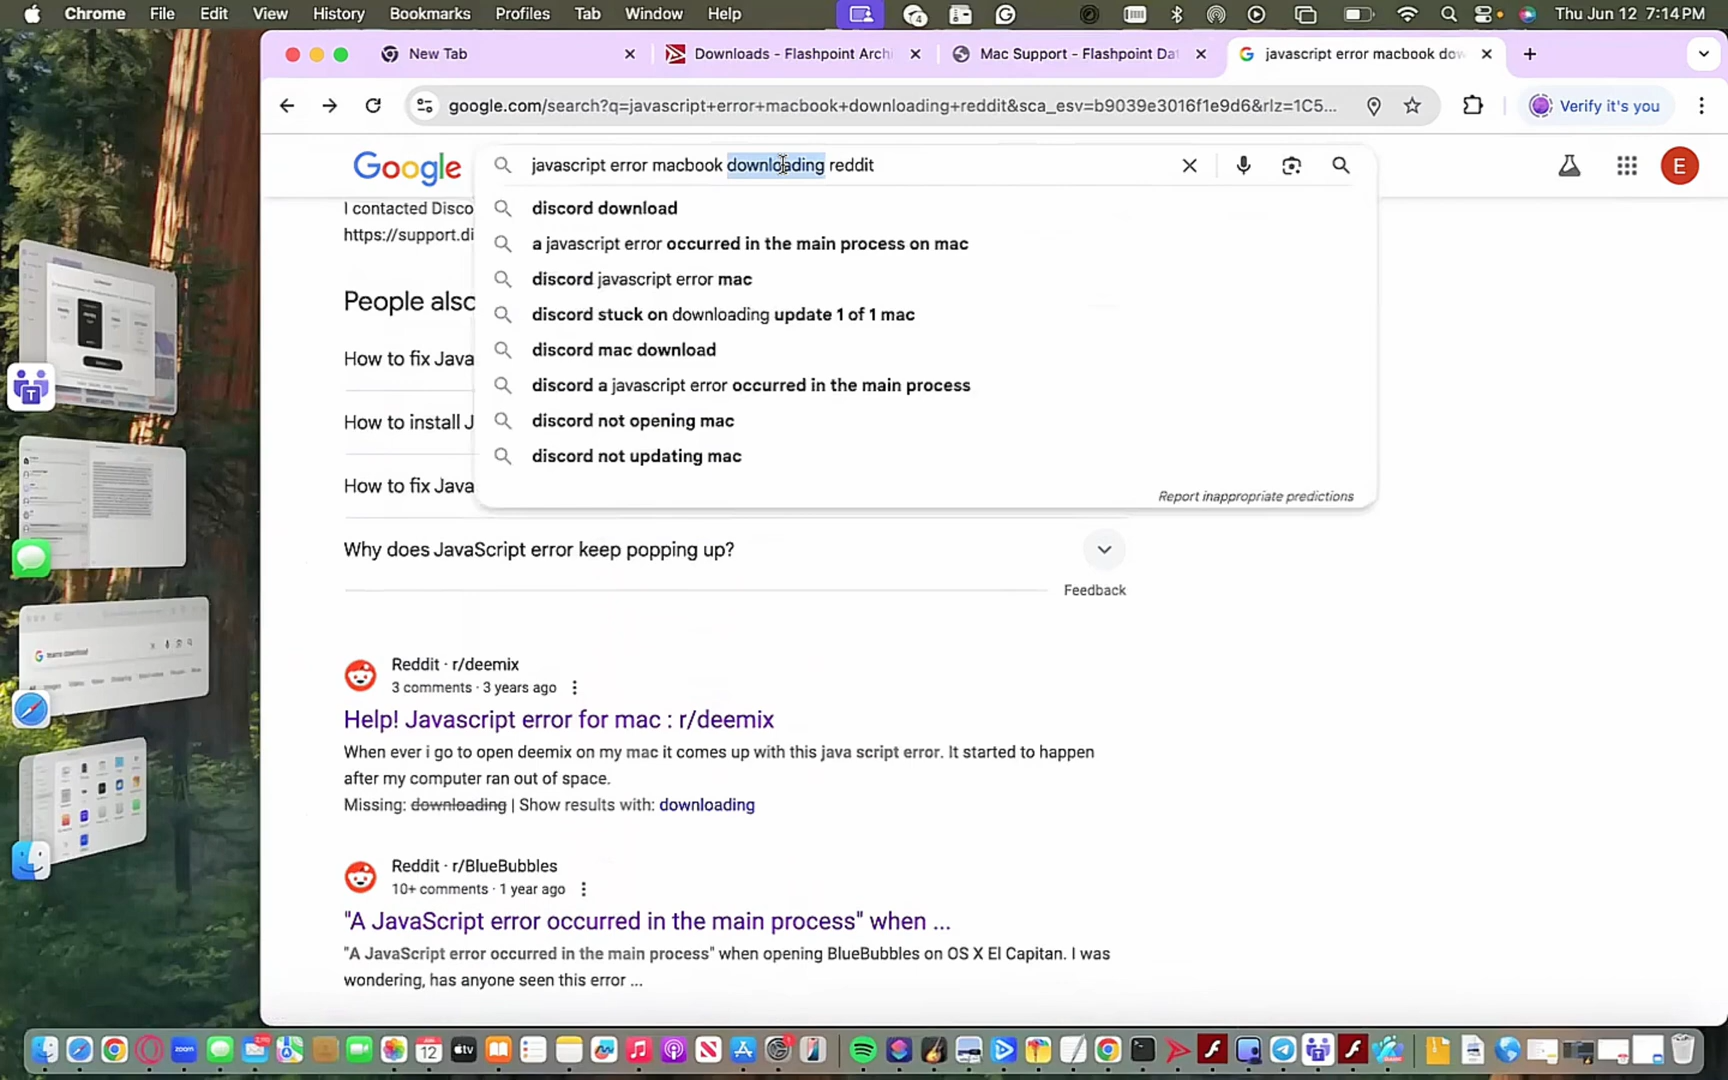 Chrome File Edit View History Bookmarks Profiles Tab Window Help Thu Jun 12 7:14 PM
New Tab
Downloads - Flashpoint Archi
Mac Support - Flashpoint Dat
javascript error macbook dow
google.com/search?q=javascript+error+macbook+downloading+reddit&sca_esv=b9039e3016f1e9d6&rlz=1C5...
Verify it's you
Google
javascript error macbook downloading reddit
E
discord download
a javascript error occurred in the main process on mac
discord javascript error mac
discord stuck on downloading update 1 of 1 mac
discord mac download
discord a javascript error occurred in the main process
discord not opening mac
discord not updating mac
Report inappropriate predictions
I contacted Disco
https://support.di
People also
How to fix Java
How to install J
How to fix Java
Why does JavaScript error keep popping up?
Feedback
Reddit · r/deemix
3 comments · 3 years ago
Help! Javascript error for mac : r/deemix
When ever i go to open deemix on my mac it comes up with this java script error. It started to happen
after my computer ran out of space.
Missing: downloading | Show results with: downloading
Reddit · r/BlueBubbles
10+ comments · 1 year ago
"A JavaScript error occurred in the main process" when ...
"A JavaScript error occurred in the main process" when opening BlueBubbles on OS X El Capitan. I was
wondering, has anyone seen this error ...
teams download
zoom
12
tv